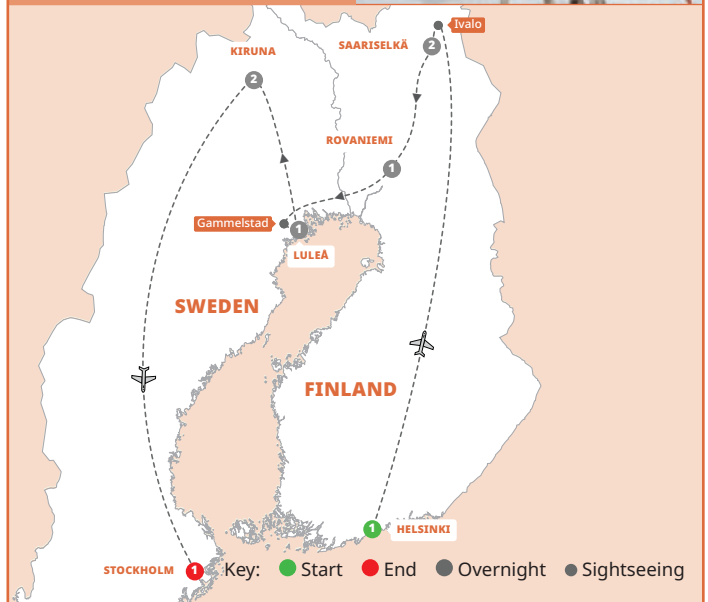 Ivalo
SAARISELKÄ
2
KIRUNA
2
ROVANIEMI
1
Gammelstad
1
LULEÅ
SWEDEN
FINLAND
1 HELSINKI
STOCKHOLM 1
Key: Start End Overnight Sightseeing